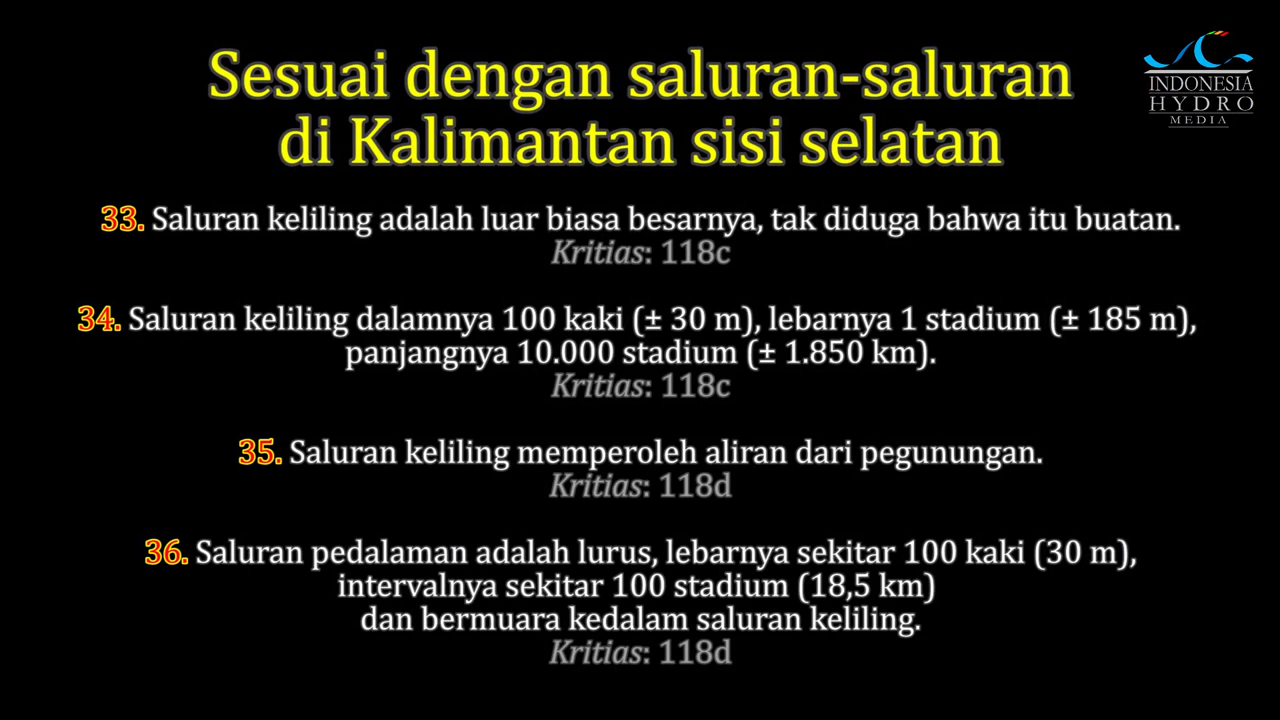 Sesuai dengan saluran-saluran
di Kalimantan sisi selatan
INDONESIA
HYDRO
MEDIA
33. Saluran keliling adalah luar biasa besarnya, tak diduga bahwa itu buatan.
Kritias: 118c
34. Saluran keliling dalamnya 100 kaki (± 30 m), lebarnya 1 stadium (± 185 m),
panjangnya 10.000 stadium (± 1.850 km).
Kritias: 118c
35. Saluran keliling memperoleh aliran dari pegunungan.
Kritias: 118d
36. Saluran pedalaman adalah lurus, lebarnya sekitar 100 kaki (30 m),
intervalnya sekitar 100 stadium (18,5 km)
dan bermuara kedalam saluran keliling.
Kritias: 118d